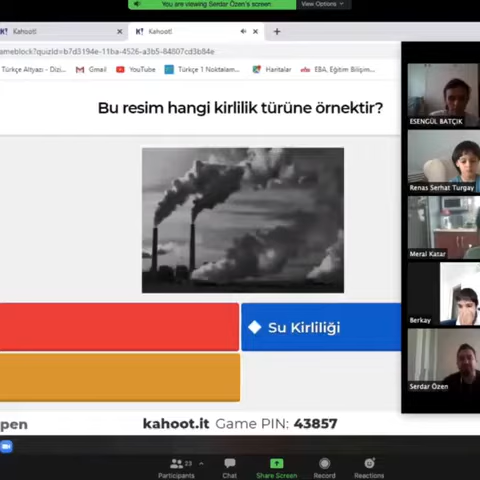 You are viewing Serdar Özen's screen
View Options
Kahoot!
Kahoot!
ameblock?quizId=b7d3194e-11ba-4526-a3b5-84807cd3b84e
Türkçe Altyazı - Dizi...
Gmail
YouTube
Türkçe 1 Noktalam...
Haritalar
EBA, Eğitim Bilişim...
Bu resim hangi kirlilik türüne örnektir?
ESENGÜL BATÇIK
Renas Serhat Turgay
Meral Katar
Berkay
Serdar Özen
Su Kirliliği
pen
kahoot.it Game PIN: 43857
23
Participants
Chat
Share Screen
Record
Reactions